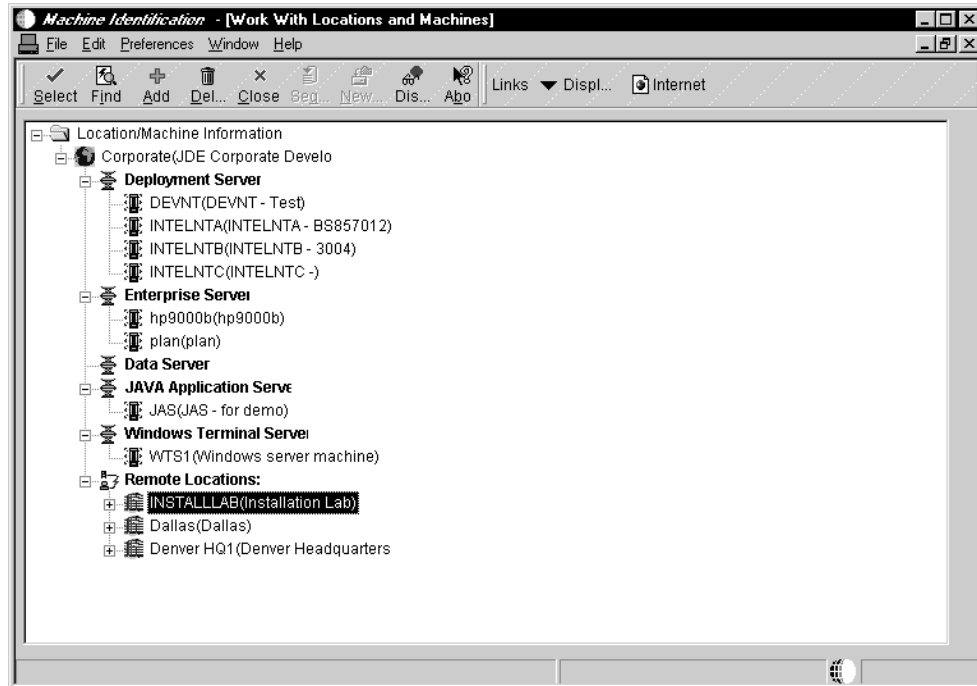 Machine Identification - [Work With Locations and Machines]
File Edit Preferences Window Help
Select Find Add Del... Close Seq... New... Dis... Abo Links Displ... Internet
Location/Machine Information
Corporate(JDE Corporate Develo
Deployment Server
DEVNT(DEVNT - Test)
INTELNTA(INTELNTA - BS857012)
INTELNTB(INTELNTB - 3004)
INTELNTC(INTELNTC -)
Enterprise Server
hp9000b(hp9000b)
plan(plan)
Data Server
JAVA Application Serve
JAS(JAS - for demo)
Windows Terminal Server
WTS1(Windows server machine)
Remote Locations:
INSTALLLAB(Installation Lab)
Dallas(Dallas)
Denver HQ1(Denver Headquarters